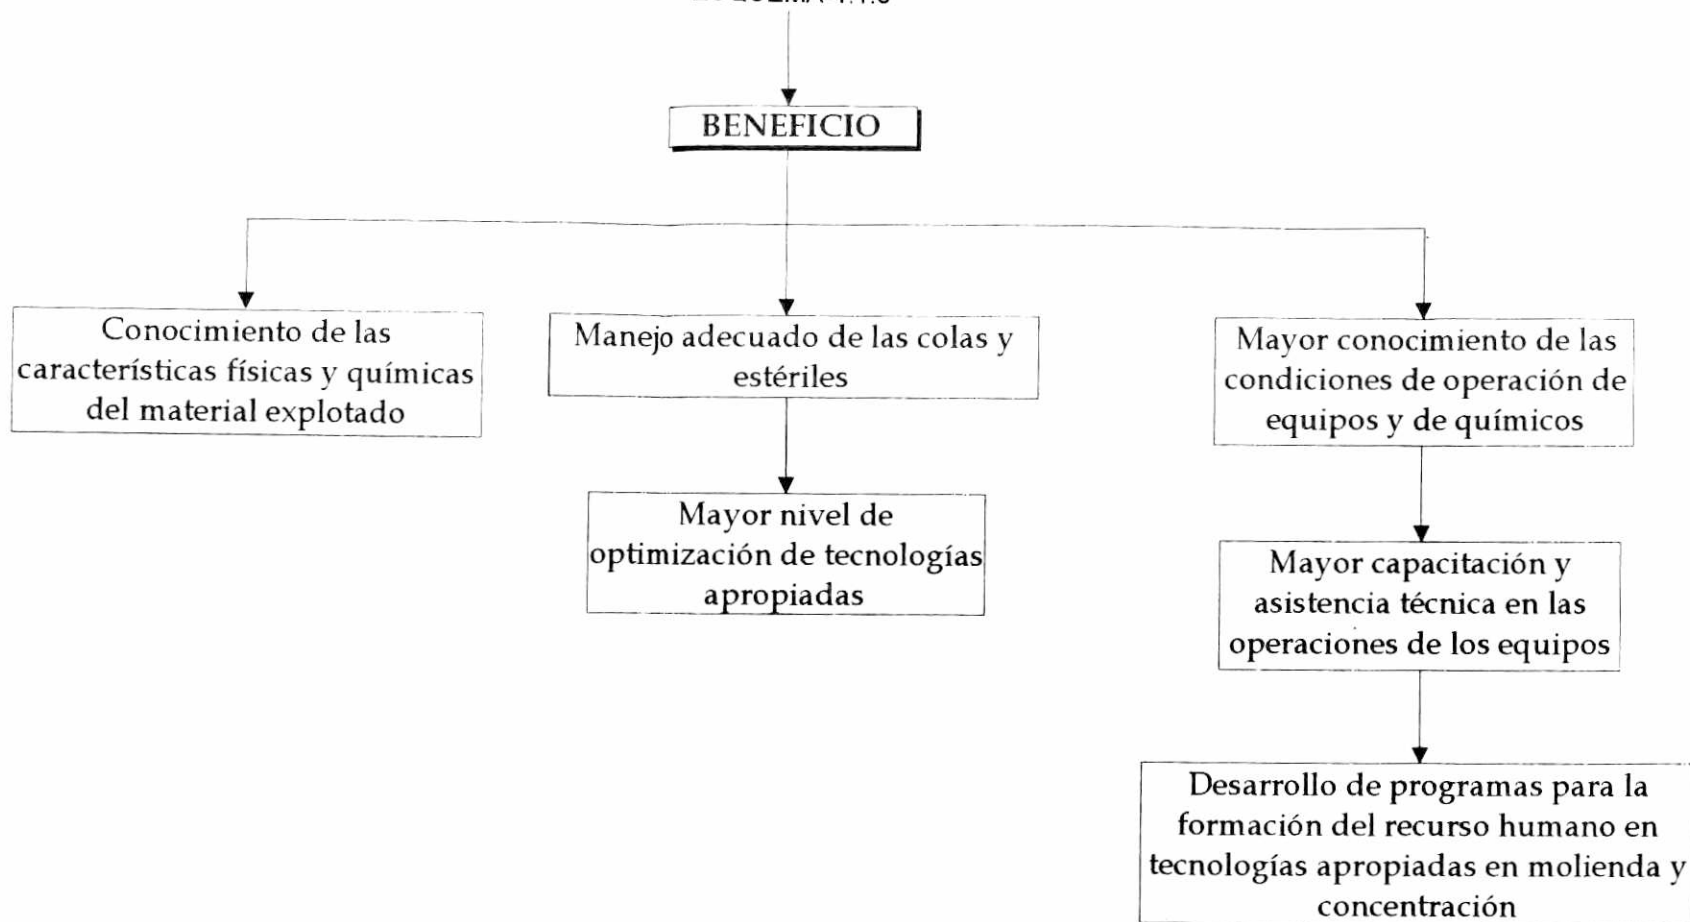 BENEFICIO
Conocimiento de las
características físicas y químicas
del material explotado
Manejo adecuado de las colas y
estériles
Mayor nivel de
optimización de tecnologías
apropiadas
Mayor conocimiento de las
condiciones de operación de
equipos y de químicos
Mayor capacitación y
asistencia técnica en las
operaciones de los equipos
Desarrollo de programas para la
formación del recurso humano en
tecnologías apropiadas en molienda y
concentración